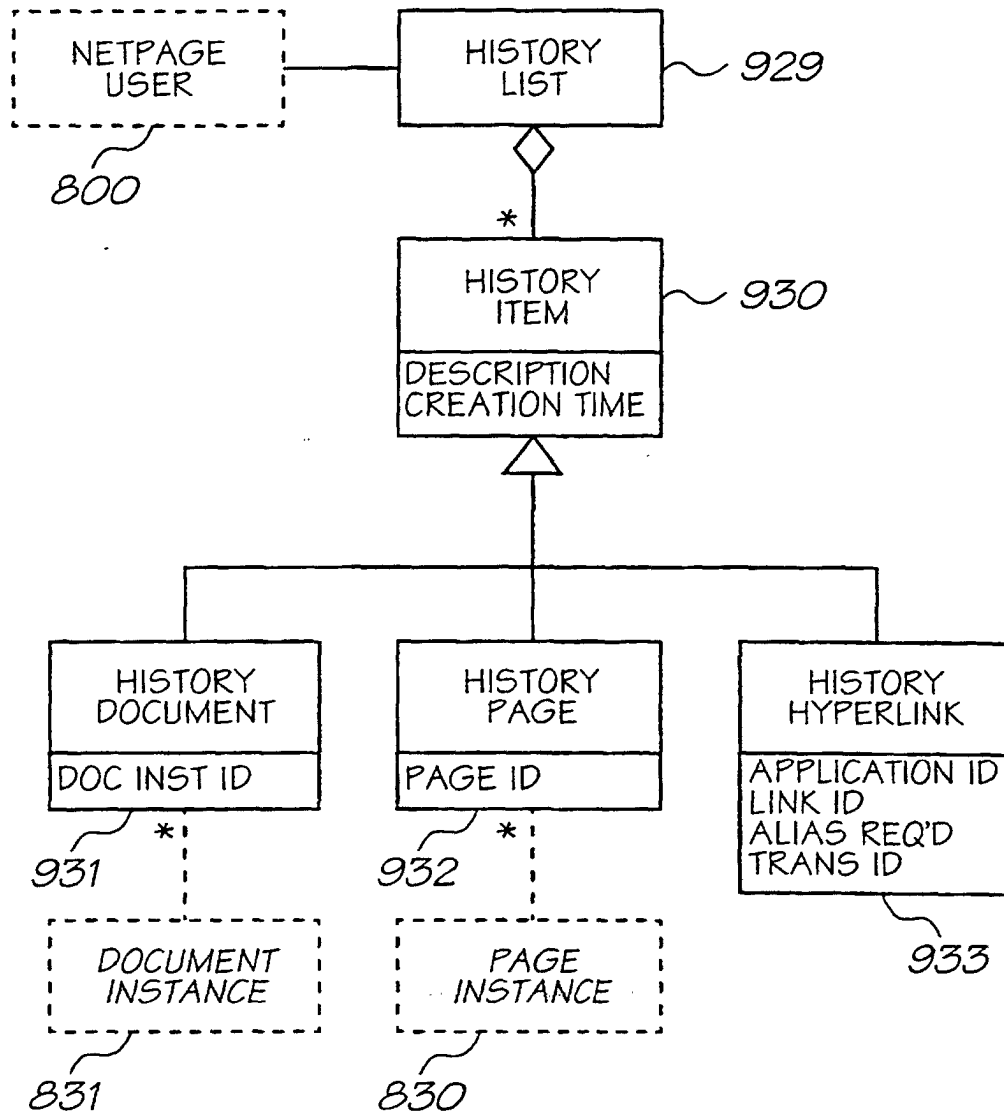 NETPAGE
USER
800
HISTORY
LIST
929
*
HISTORY
ITEM
930
DESCRIPTION
CREATION TIME
HISTORY
DOCUMENT
DOC INST ID
931
*
HISTORY
PAGE
PAGE ID
932
*
HISTORY
HYPERLINK
APPLICATION ID
LINK ID
ALIAS REQ'D
TRANS ID
933
DOCUMENT
INSTANCE
831
PAGE
INSTANCE
830